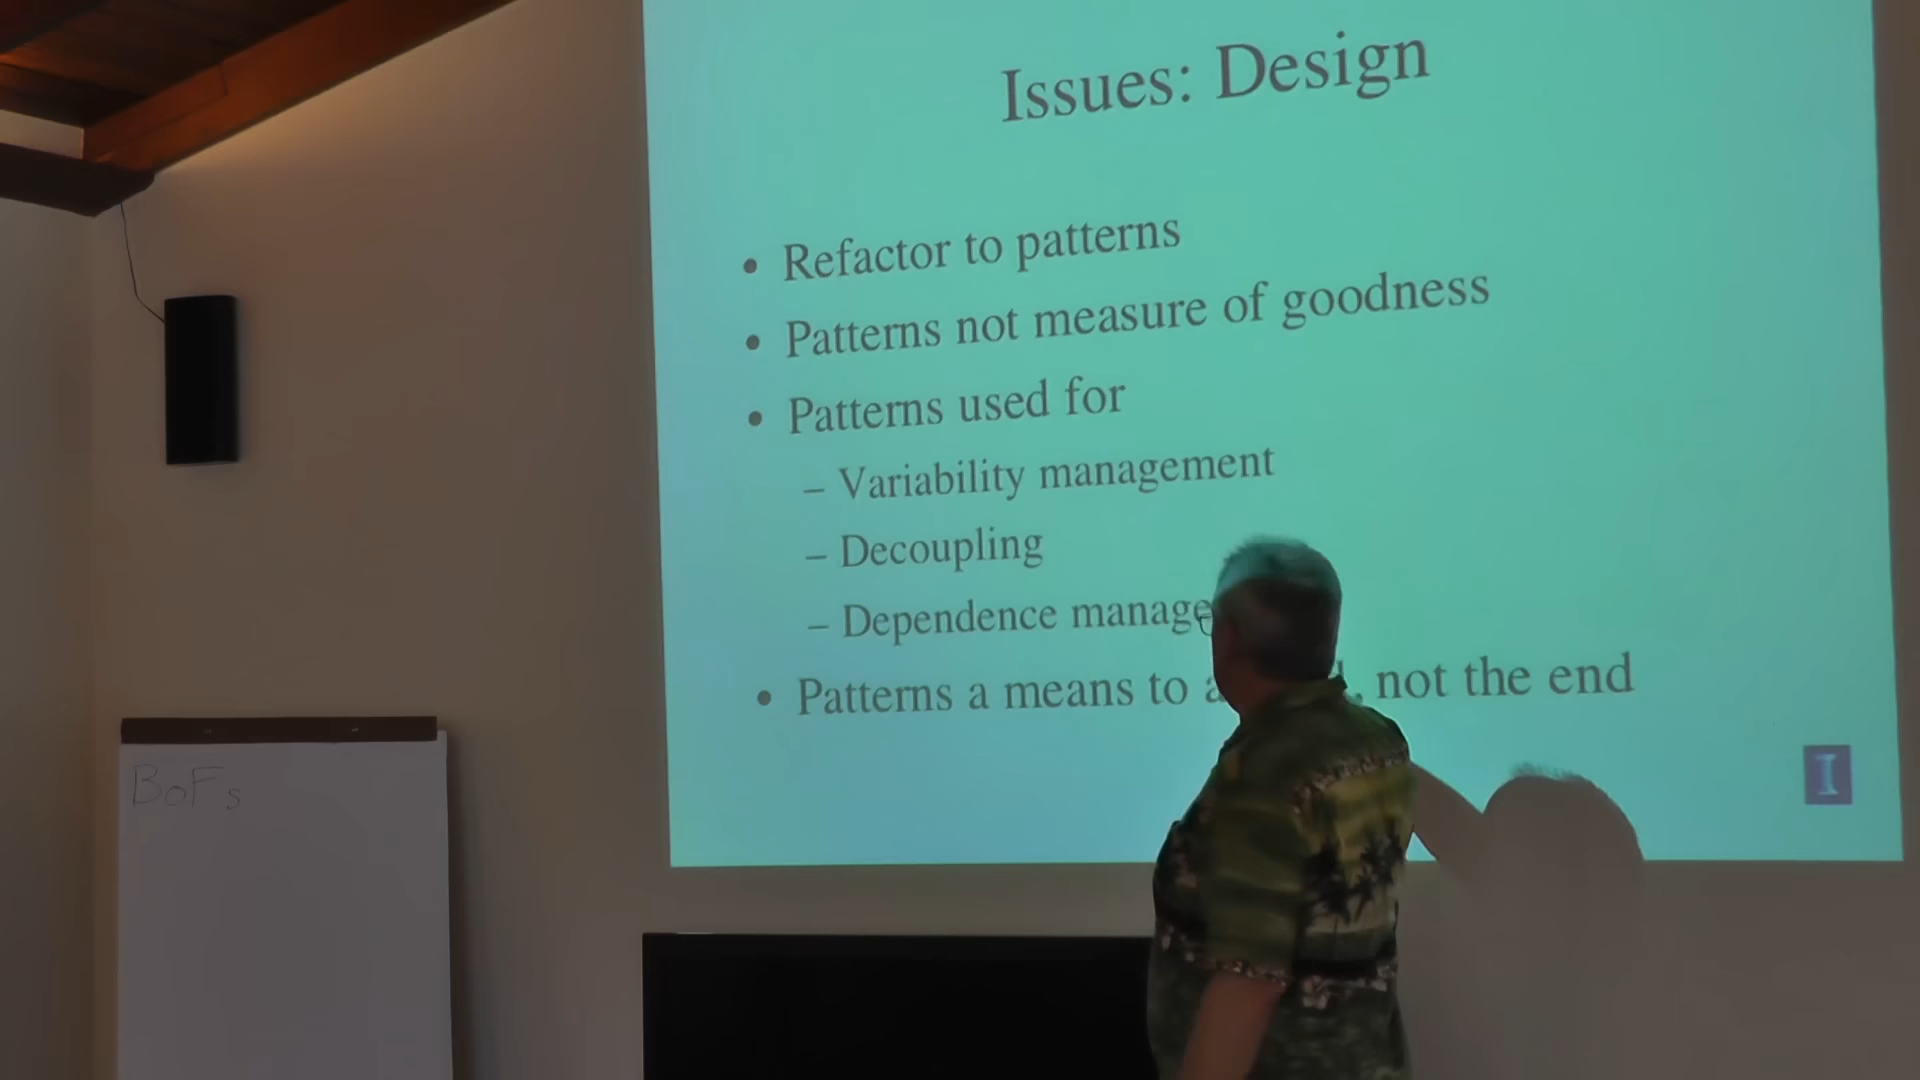 Issues: Design
• Refactor to patterns
• Patterns not measure of goodness
• Patterns used for
– Variability management
– Decoupling
– Dependence
• Patterns a means to , not the end
I
BoFs